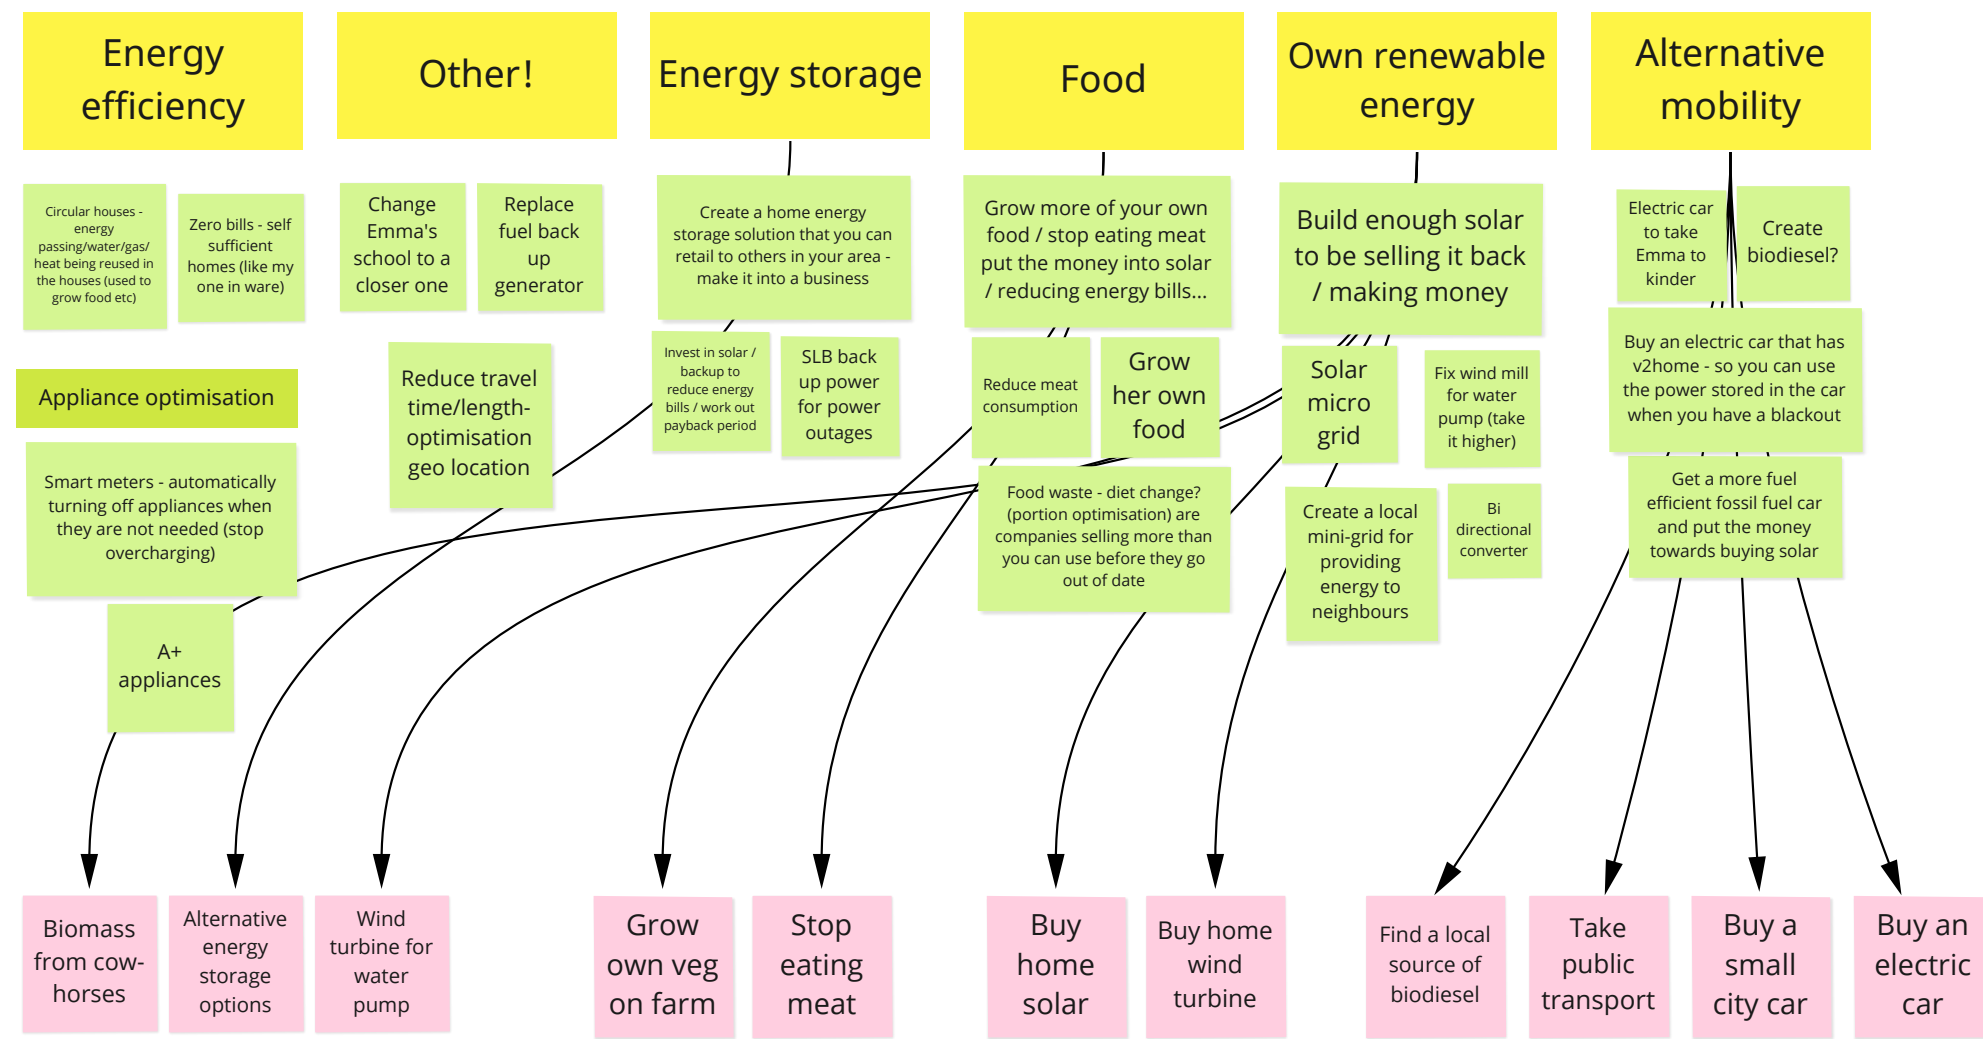 Energy
efficiency
Other!
Energy storage
Food
Own renewable
energy
Alternative
mobility
Circular houses -
energy
passing/water/gas/
heat being reused in
the houses (used to
grow food etc)
Zero bills - self
sufficient
homes (like my
one in ware)
Change
Emma's
school to a
closer one
Replace
fuel back
up
generator
Create a home energy
storage solution that you can
retail to others in your area -
make it into a business
Grow more of your own
food / stop eating meat
put the money into solar
/ reducing energy bills...
Build enough solar
to be selling it back
/ making money
Electric car
to take
Emma to
kinder
Create
biodiesel?
Appliance optimisation
Reduce travel
time/length-
optimisation
geo location
Invest in solar /
backup to
reduce energy
bills / work out
payback period
SLB back
up power
for power
outages
Reduce meat
consumption
Grow
her own
food
Solar
micro
grid
Fix wind mill
for water
pump (take
it higher)
Buy an electric car that has
v2home - so you can use
the power stored in the car
when you have a blackout
Smart meters - automatically
turning off appliances when
they are not needed (stop
overcharging)
Food waste - diet change?
(portion optimisation) are
companies selling more than
you can use before they go
out of date
Create a local
mini-grid for
providing
energy to
neighbours
Bi
directional
converter
Get a more fuel
efficient fossil fuel car
and put the money
towards buying solar
A+
appliances
Biomass
from cow-
horses
Alternative
energy
storage
options
Wind
turbine for
water
pump
Grow
own veg
on farm
Stop
eating
meat
Buy
home
solar
Buy home
wind
turbine
Find a local
source of
biodiesel
Take
public
transport
Buy a
small
city car
Buy an
electric
car